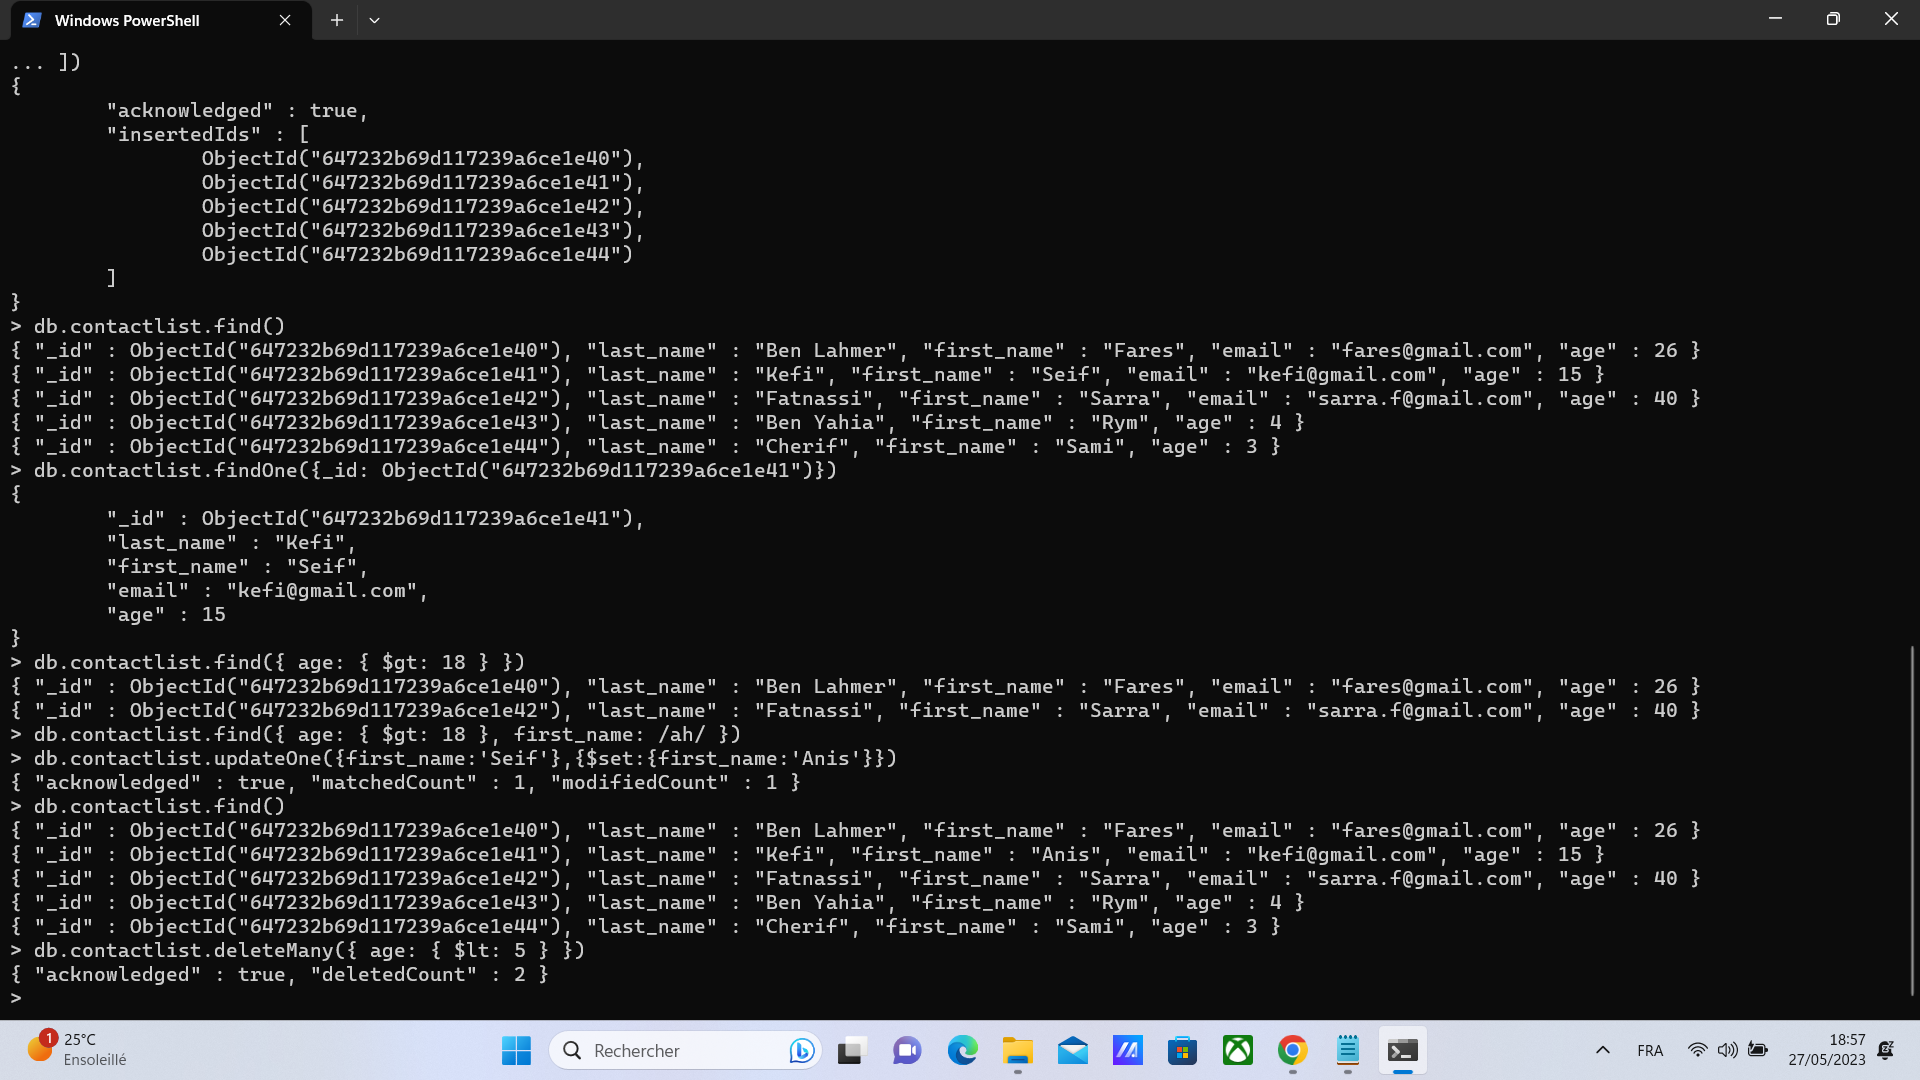 Windows PowerShell
... ])
{
        "acknowledged" : true,
        "insertedIds" : [
                ObjectId("647232b69d117239a6ce1e40"),
                ObjectId("647232b69d117239a6ce1e41"),
                ObjectId("647232b69d117239a6ce1e42"),
                ObjectId("647232b69d117239a6ce1e43"),
                ObjectId("647232b69d117239a6ce1e44")
        ]
}
> db.contactlist.find()
{ "_id" : ObjectId("647232b69d117239a6ce1e40"), "last_name" : "Ben Lahmer", "first_name" : "Fares", "email" : "fares@gmail.com", "age" : 26 }
{ "_id" : ObjectId("647232b69d117239a6ce1e41"), "last_name" : "Kefi", "first_name" : "Seif", "email" : "kefi@gmail.com", "age" : 15 }
{ "_id" : ObjectId("647232b69d117239a6ce1e42"), "last_name" : "Fatnassi", "first_name" : "Sarra", "email" : "sarra.f@gmail.com", "age" : 40 }
{ "_id" : ObjectId("647232b69d117239a6ce1e43"), "last_name" : "Ben Yahia", "first_name" : "Rym", "age" : 4 }
{ "_id" : ObjectId("647232b69d117239a6ce1e44"), "last_name" : "Cherif", "first_name" : "Sami", "age" : 3 }
> db.contactlist.findOne({_id: ObjectId("647232b69d117239a6ce1e41")})
{
        "_id" : ObjectId("647232b69d117239a6ce1e41"),
        "last_name" : "Kefi",
        "first_name" : "Seif",
        "email" : "kefi@gmail.com",
        "age" : 15
}
> db.contactlist.find({ age: { $gt: 18 } })
{ "_id" : ObjectId("647232b69d117239a6ce1e40"), "last_name" : "Ben Lahmer", "first_name" : "Fares", "email" : "fares@gmail.com", "age" : 26 }
{ "_id" : ObjectId("647232b69d117239a6ce1e42"), "last_name" : "Fatnassi", "first_name" : "Sarra", "email" : "sarra.f@gmail.com", "age" : 40 }
> db.contactlist.find({ age: { $gt: 18 }, first_name: /ah/ })
> db.contactlist.updateOne({first_name:'Seif'},{$set:{first_name:'Anis'}})
{ "acknowledged" : true, "matchedCount" : 1, "modifiedCount" : 1 }
> db.contactlist.find()
{ "_id" : ObjectId("647232b69d117239a6ce1e40"), "last_name" : "Ben Lahmer", "first_name" : "Fares", "email" : "fares@gmail.com", "age" : 26 }
{ "_id" : ObjectId("647232b69d117239a6ce1e41"), "last_name" : "Kefi", "first_name" : "Anis", "email" : "kefi@gmail.com", "age" : 15 }
{ "_id" : ObjectId("647232b69d117239a6ce1e42"), "last_name" : "Fatnassi", "first_name" : "Sarra", "email" : "sarra.f@gmail.com", "age" : 40 }
{ "_id" : ObjectId("647232b69d117239a6ce1e43"), "last_name" : "Ben Yahia", "first_name" : "Rym", "age" : 4 }
{ "_id" : ObjectId("647232b69d117239a6ce1e44"), "last_name" : "Cherif", "first_name" : "Sami", "age" : 3 }
> db.contactlist.deleteMany({ age: { $lt: 5 } })
{ "acknowledged" : true, "deletedCount" : 2 }
>
1
25°C
Ensoleillé
Rechercher
FRA
18:57
27/05/2023